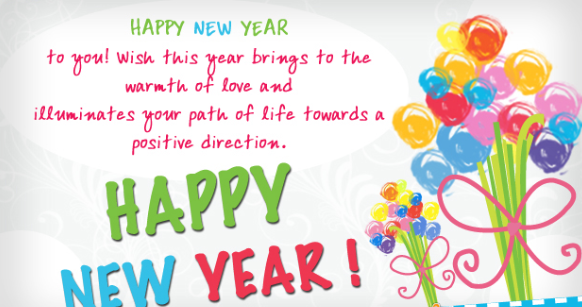 HAPPY NEW YEAR
to you! Wish this year brings to the
warmth of love and
illuminates your path of life towards a
positive direction.
HAPPY
NEW YEAR!